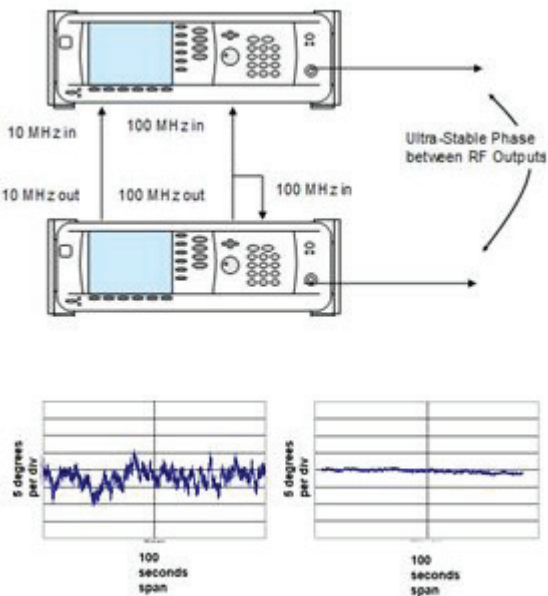 10 MHz in
100 MHz in
Ultra-Stable Phase
between RF Outputs
10 MHz out
100 MHz out
100 MHz in
5 degrees
per div
100
seconds
span
5 degrees
per div
100
seconds
span